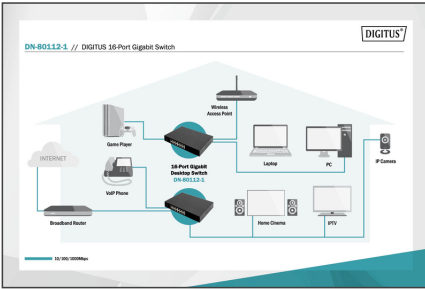 DIGITUS®
DN-80112-1 // DIGITUS 16-Port Gigabit Switch
Wireless
Access Point
Game Player
16-Port Gigabit
Desktop Switch
DN-80112-1
Laptop
PC
IP Camera
INTERNET
VoIP Phone
Broadband Router
Home Cinema
IPTV
10/100/1000Mbps